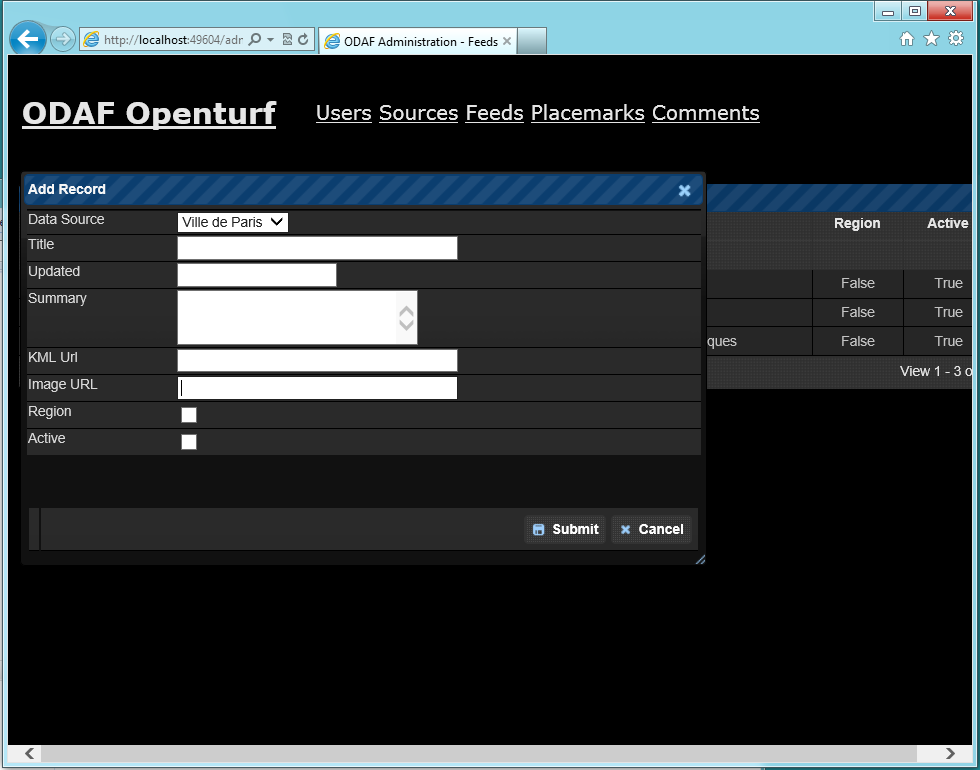 http://localhost:49604/adr
ODAF Administration - Feeds
ODAF Openturf Users Sources Feeds Placemarks Comments
Add Record
Data Source Ville de Paris
Title
Updated
Summary
KML Url
Image URL
Region
Active
Submit Cancel
Region Active
False True
False True
ques False True
View 1 - 3 o